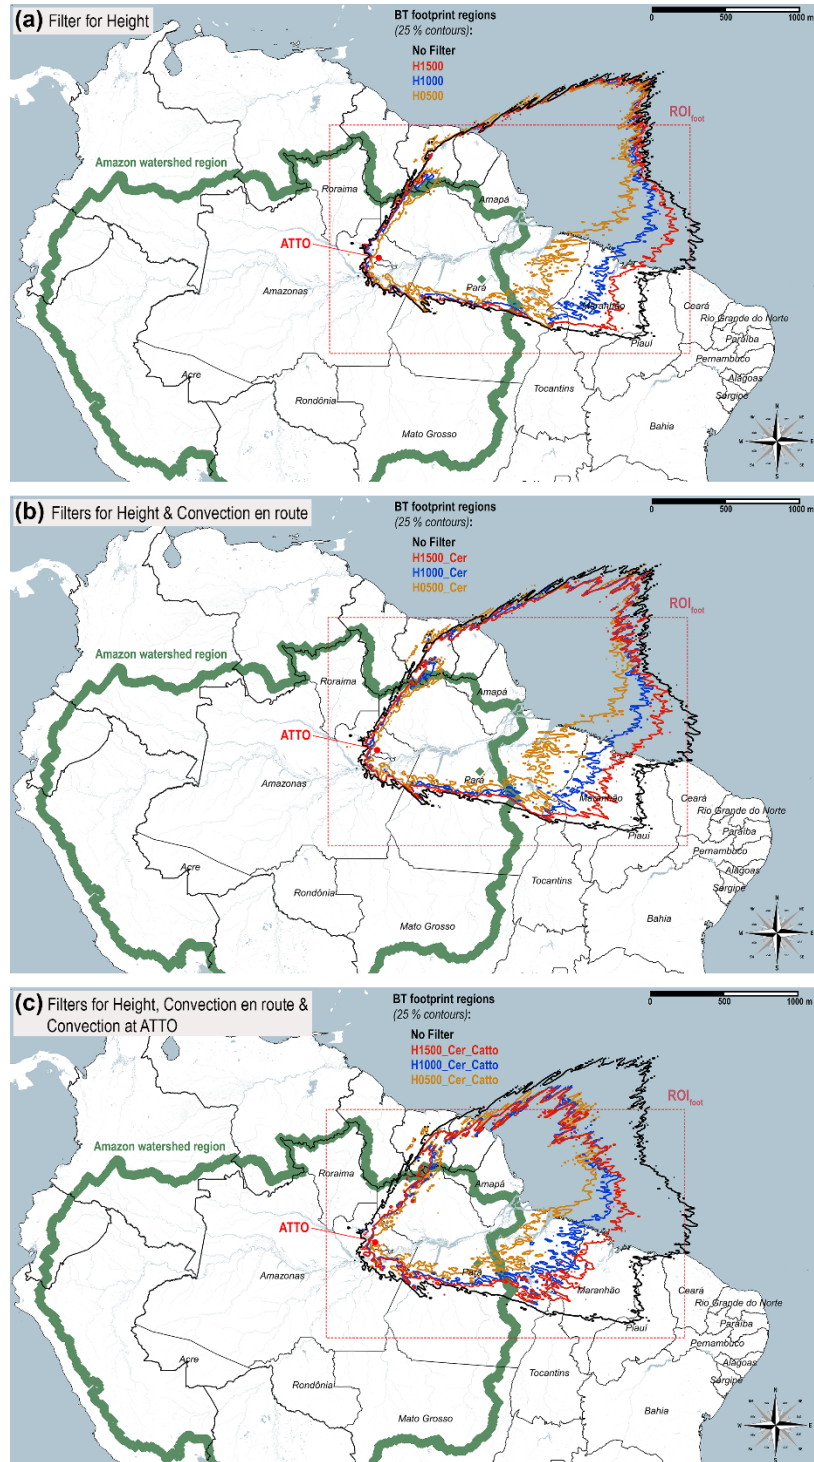 (a) Filter for Height
BT footprint regions
(25 % contours):
No Filter
H1500
H1000
H0500
0 500 1000 m
ROIfoot
Amazon watershed region
Roraima
Amapá
ATTO
Amazonas
Pará
Maranhão
Ceará
Rio Grande do Norte
Paraíba
Piauí
Pernambuco
Alagoas
Sergipe
Acre
Rondônia
Tocantins
Mato Grosso
Bahia
N
W E
S
(b) Filters for Height & Convection en route
BT footprint regions
(25 % contours):
No Filter
H1500_Cer
H1000_Cer
H0500_Cer
0 500 1000 m
ROIfoot
Amazon watershed region
Roraima
Amapá
ATTO
Amazonas
Pará
Maranhão
Ceará
Rio Grande do Norte
Paraíba
Piauí
Pernambuco
Alagoas
Sergipe
Acre
Rondônia
Tocantins
Mato Grosso
Bahia
N
W E
S
(c) Filters for Height, Convection en route &
Convection at ATTO
BT footprint regions
(25 % contours):
No Filter
H1500_Cer_Catto
H1000_Cer_Catto
H0500_Cer_Catto
0 500 1000 m
ROIfoot
Amazon watershed region
Roraima
Amapá
ATTO
Amazonas
Pará
Maranhão
Ceará
Rio Grande do Norte
Paraíba
Piauí
Pernambuco
Alagoas
Sergipe
Acre
Rondônia
Tocantins
Mato Grosso
Bahia
N
W E
S